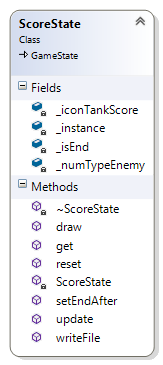 ScoreState
Class
GameState
Fields
_iconTankScore
_instance
_isEnd
_numTypeEnemy
Methods
~ScoreState
draw
get
reset
ScoreState
setEndAfter
update
writeFile